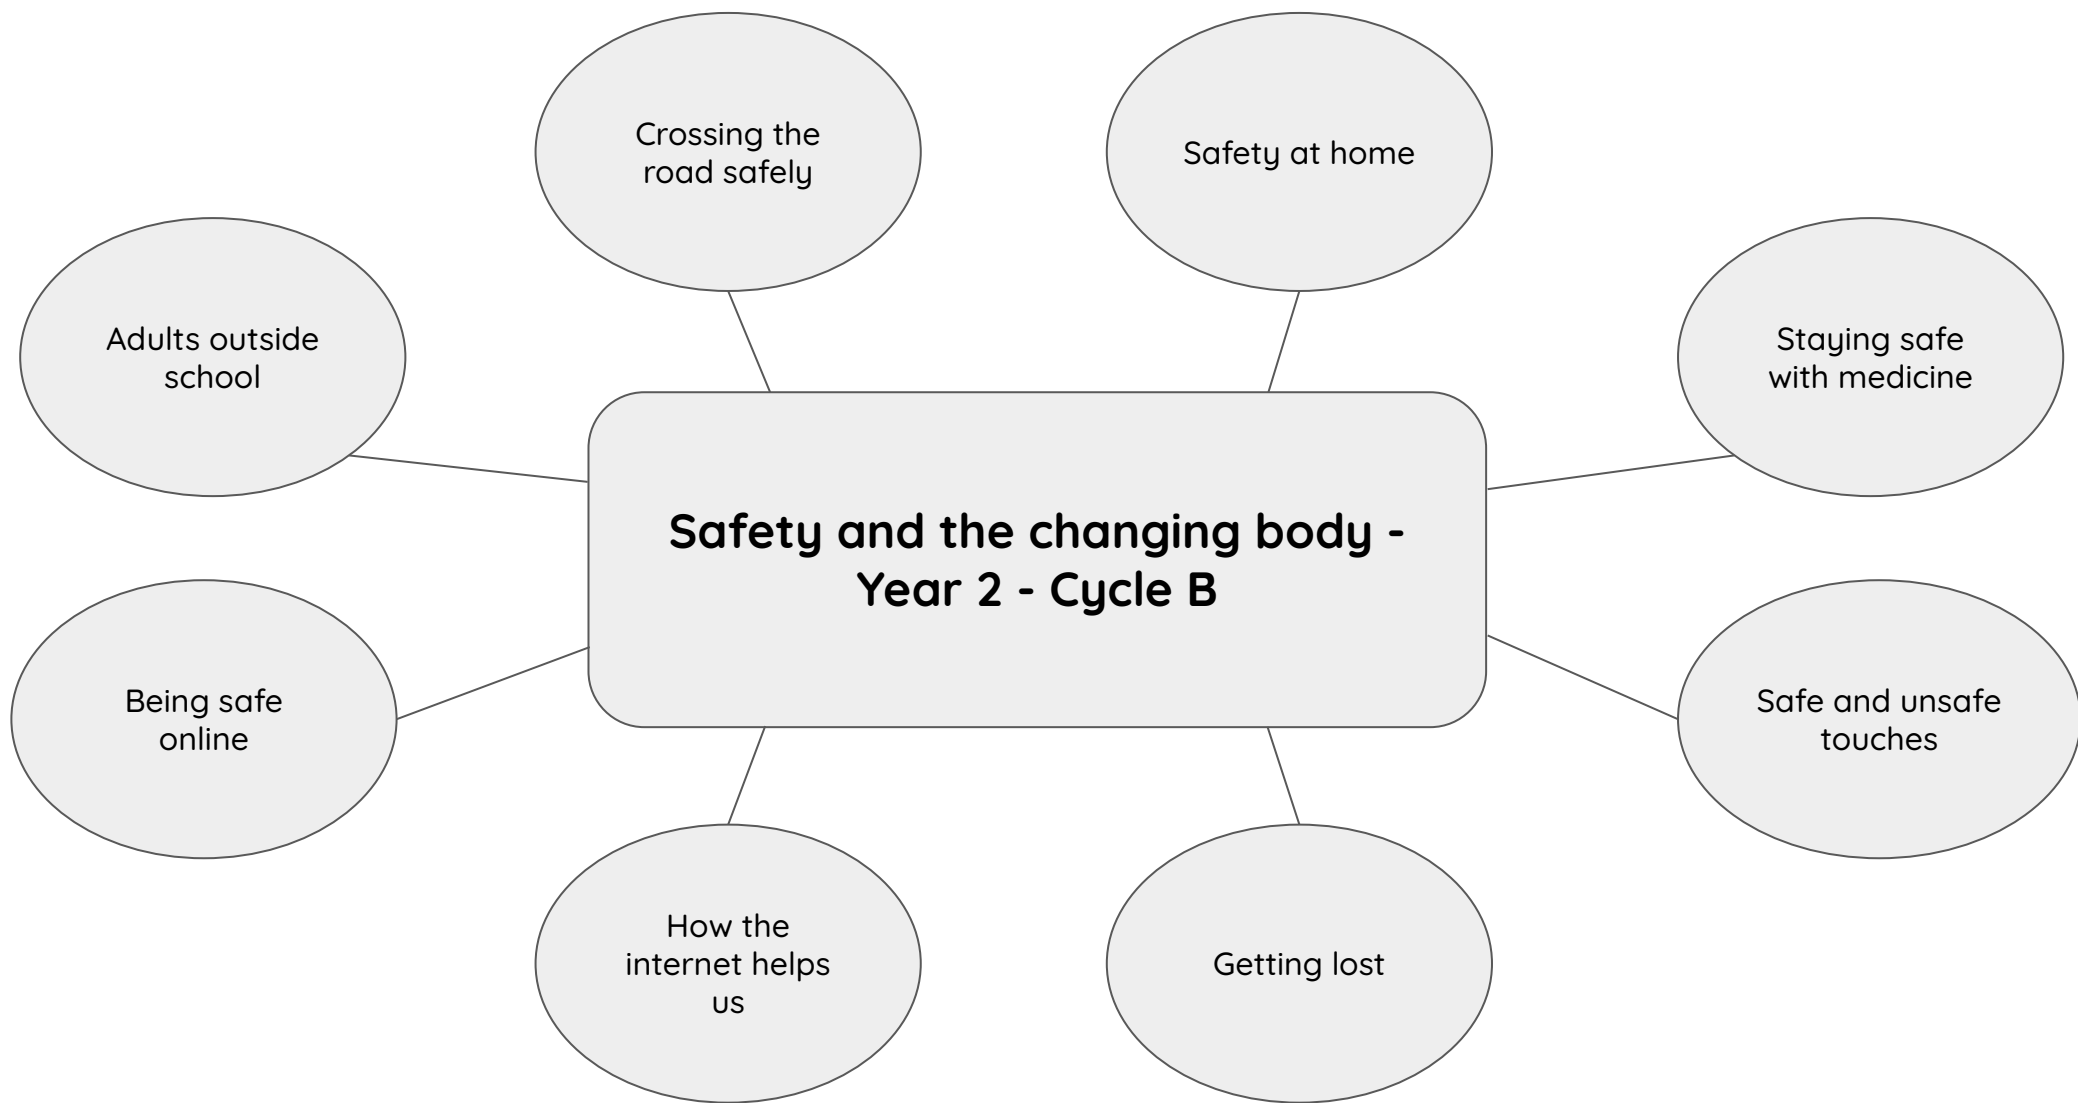 Crossing the
road safely
Safety at home
Adults outside
school
Staying safe
with medicine
Safety and the changing body -
Year 2 - Cycle B
Being safe
online
Safe and unsafe
touches
How the
internet helps
us
Getting lost